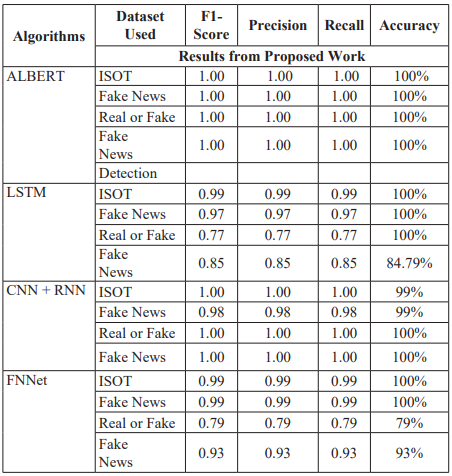 Algorithms Dataset Used F1-Score Precision Recall Accuracy
Results from Proposed Work
ALBERT ISOT 1.00 1.00 1.00 100%
Fake News 1.00 1.00 1.00 100%
Real or Fake 1.00 1.00 1.00 100%
Fake News 1.00 1.00 1.00 100%
Detection
LSTM ISOT 0.99 0.99 0.99 100%
Fake News 0.97 0.97 0.97 100%
Real or Fake 0.77 0.77 0.77 100%
Fake News 0.85 0.85 0.85 84.79%
CNN + RNN ISOT 1.00 1.00 1.00 99%
Fake News 0.98 0.98 0.98 99%
Real or Fake 1.00 1.00 1.00 100%
Fake News 1.00 1.00 1.00 100%
FNNet ISOT 0.99 0.99 0.99 100%
Fake News 0.99 0.99 0.99 100%
Real or Fake 0.79 0.79 0.79 79%
Fake News 0.93 0.93 0.93 93%